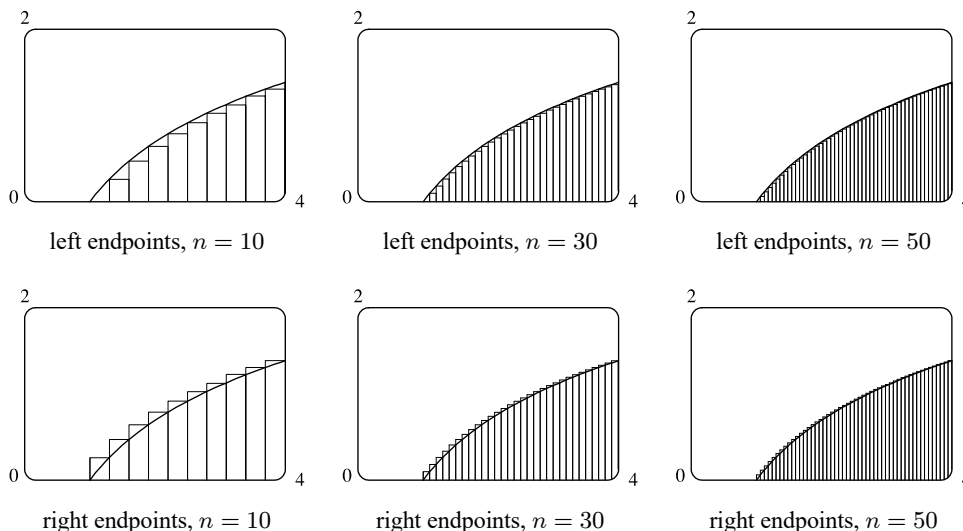 2 2 2
0 4 0 4 0
left endpoints, n = 10 left endpoints, n = 30 left endpoints, n = 50
2 2 2
0 4 0 4 0
right endpoints, n = 10 right endpoints, n = 30 right endpoints, n = 50